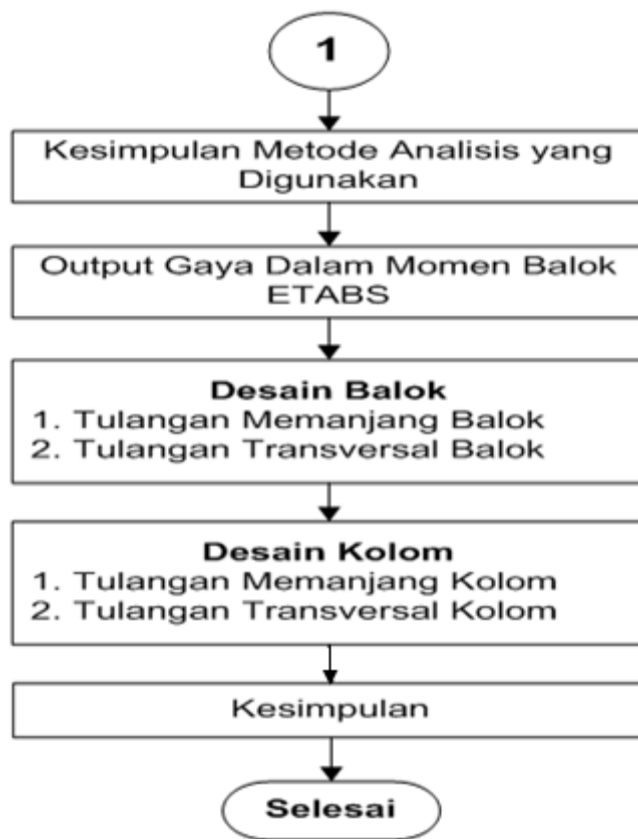 1
Kesimpulan Metode Analisis yang
Digunakan
Output Gaya Dalam Momen Balok
ETABS
Desain Balok
1. Tulangan Memanjang Balok
2. Tulangan Transversal Balok
Desain Kolom
1. Tulangan Memanjang Kolom
2. Tulangan Transversal Kolom
Kesimpulan
Selesai